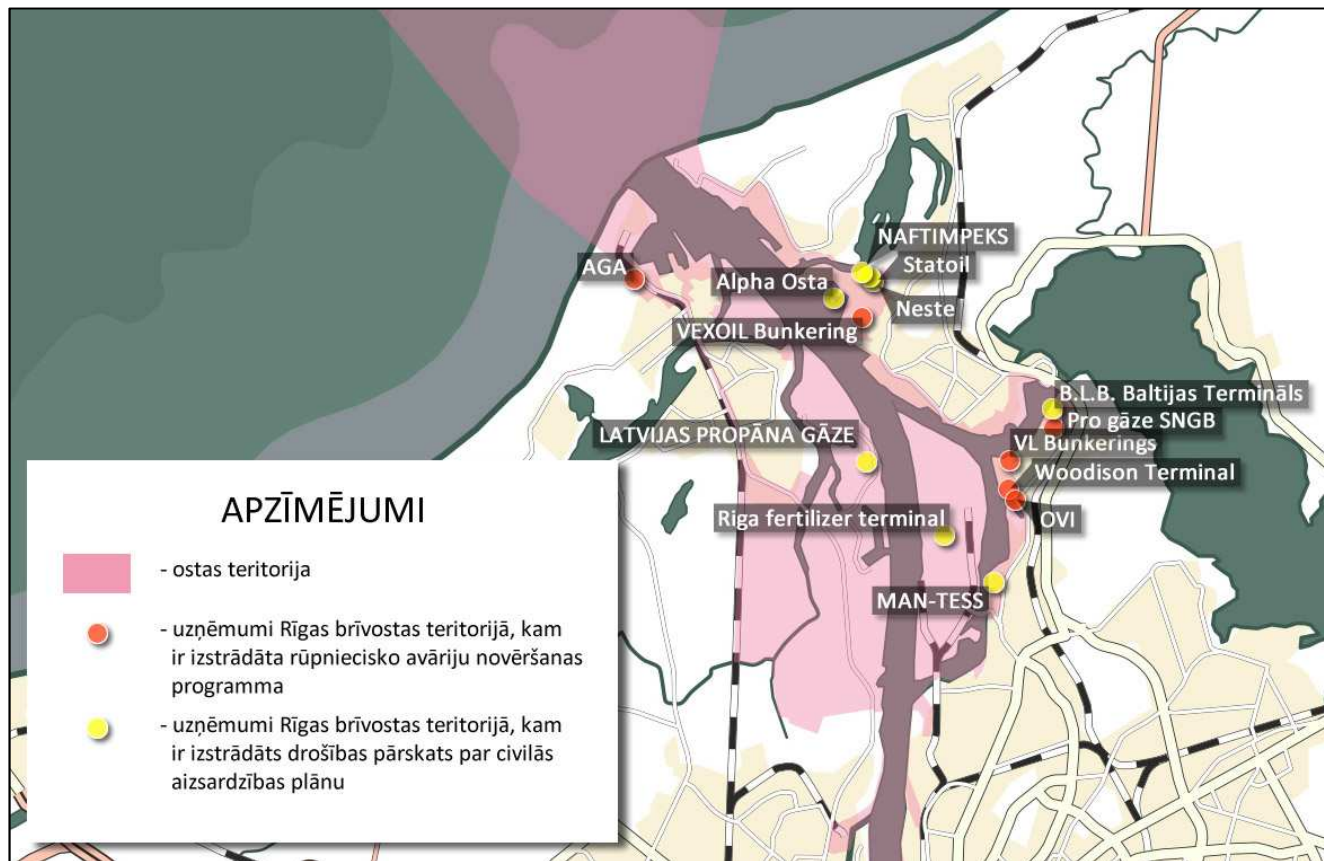 NAFTIMPEKS
Statoil
AGA
Alpha Osta
Neste
VEXOIL Bunkering
B.L.B. Baltijas Termināls
Pro gāze SNGB
LATVIJAS PROPĀNA GĀZE
VL Bunkerings
Woodison Terminal
Riga fertilizer terminal
OVI
MAN-TESS
APZĪMĒJUMI
- ostas teritorija
- uzņēmumi Rīgas brīvostas teritorijā, kam
ir izstrādāta rūpniecisko avāriju novēršanas
programma
- uzņēmumi Rīgas brīvostas teritorijā, kam
ir izstrādāts drošības pārskats par civilās
aizsardzības plānu